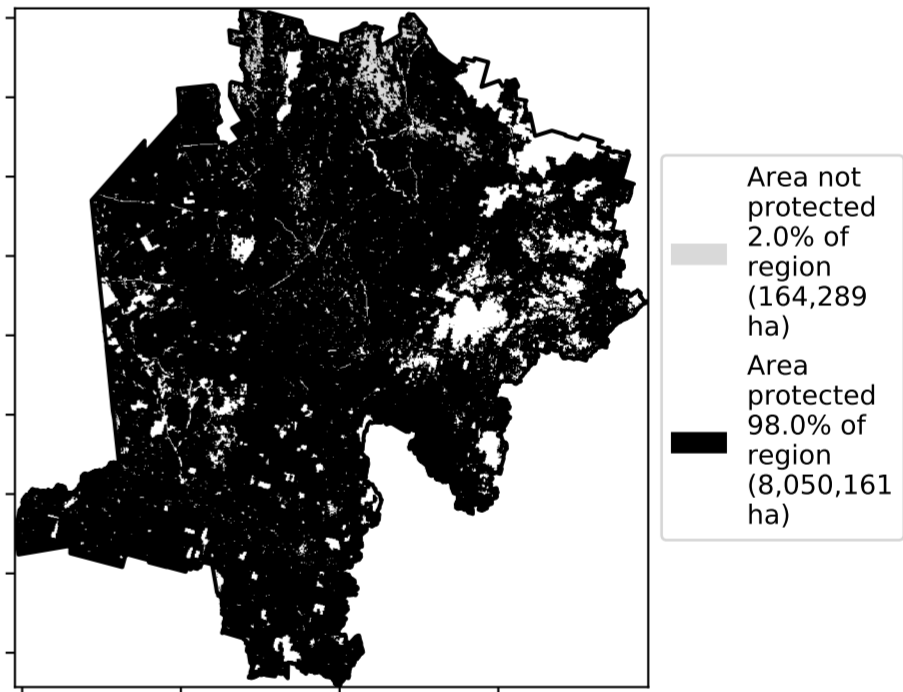 Area not
protected
2.0% of
region
(164,289
ha)
Area
protected
98.0% of
region
(8,050,161
ha)